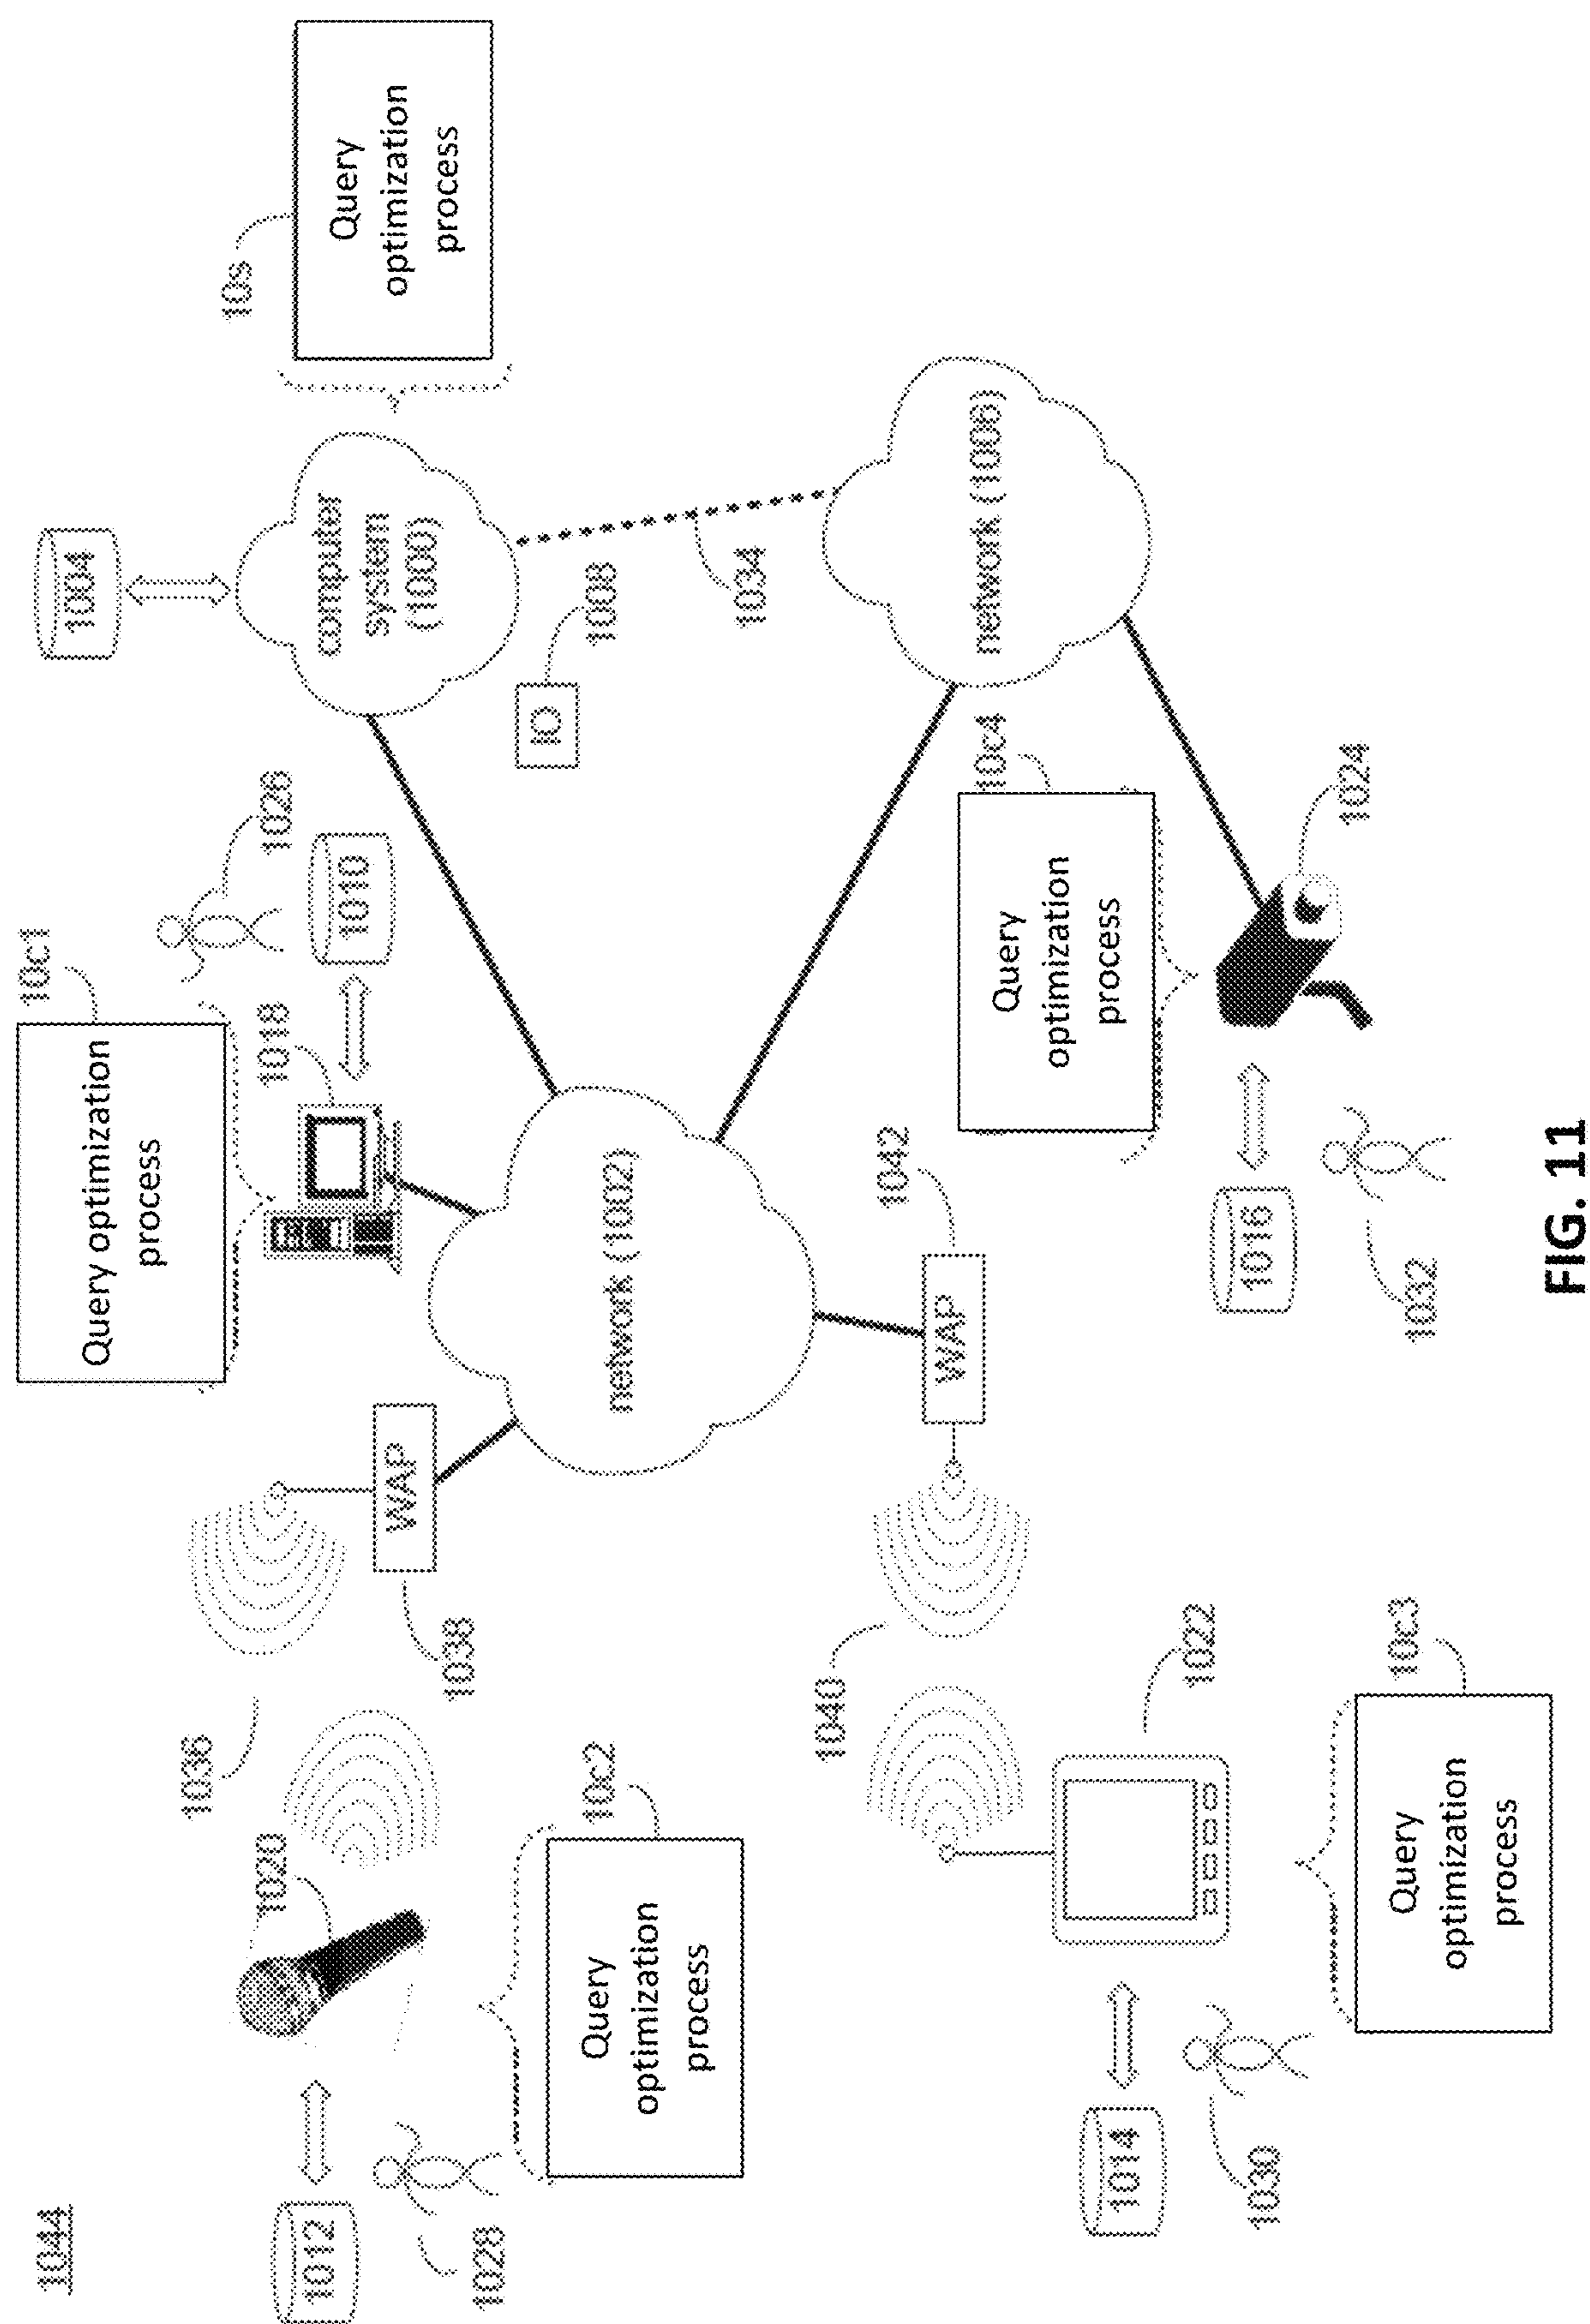 1044
1012
1028
1020
Query
optimization
process
10c2
1036
1038
WAP
Query optimization
process
10c1
1018
1026
1010
1004
computer
system
(1000)
Query
optimization
process
10s
IO
1008
1034
network (1002)
network (1006)
WAP
1042
1040
1014
1030
1022
Query
optimization
process
10c3
Query
optimization
process
10c4
1016
1032
1024
FIG. 11